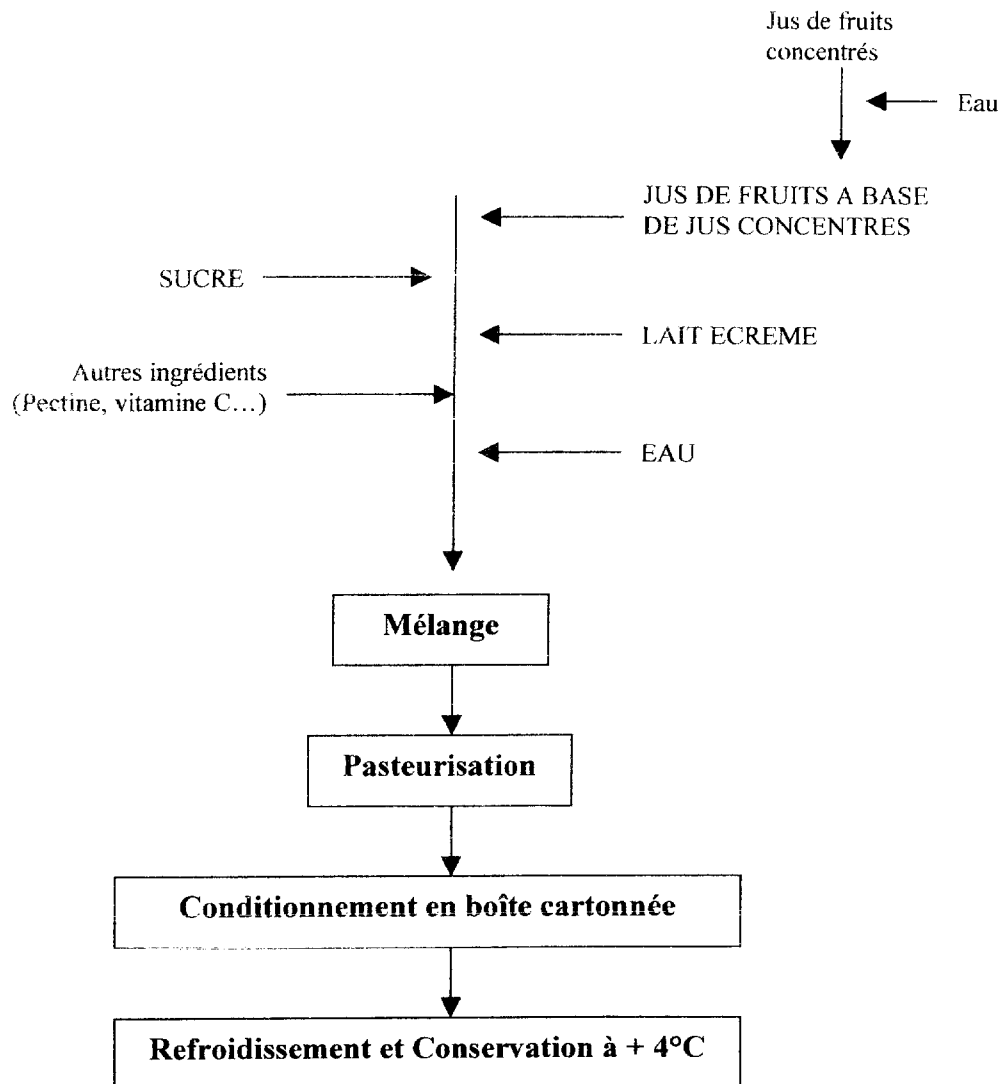 Jus de fruits
concentrés
Eau
JUS DE FRUITS A BASE
DE JUS CONCENTRES
SUCRE
LAIT ECREME
Autres ingrédients
(Pectine, vitamine C…)
EAU
Mélange
Pasteurisation
Conditionnement en boîte cartonnée
Refroidissement et Conservation à + 4°C